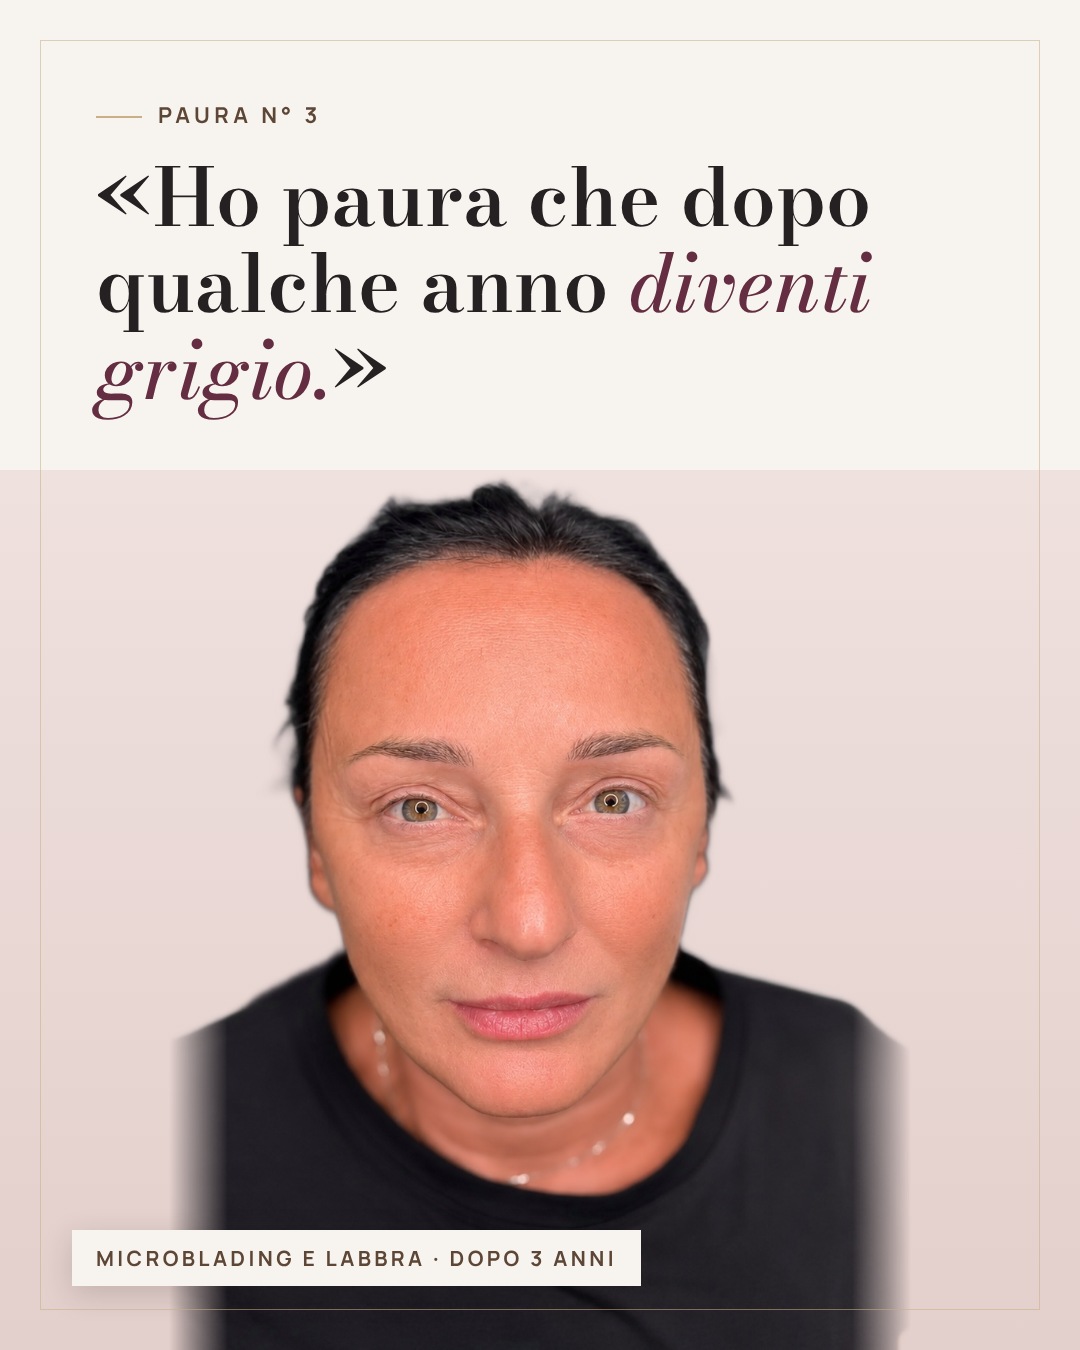 PAURA N° 3
«Ho paura che dopo
qualche anno diventi
grigio.»
MICROBLADING E LABBRA · DOPO 3 ANNI